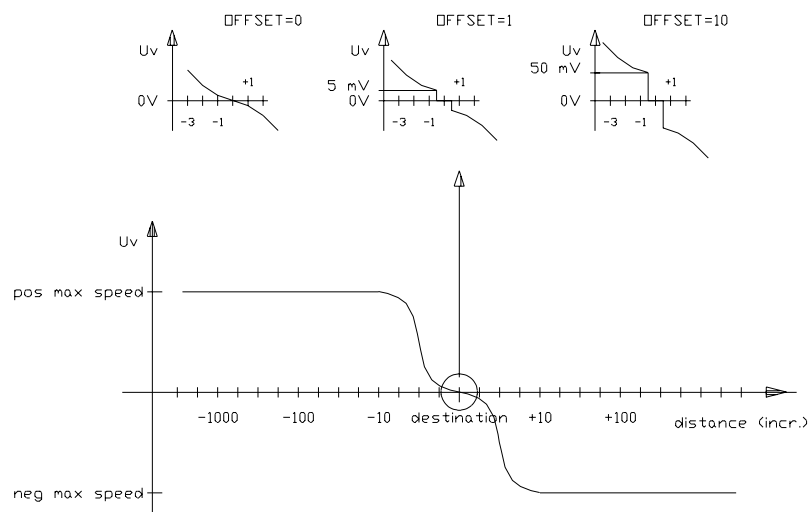 OFFSET=0 OFFSET=1 OFFSET=10
Uv Uv Uv
+1 +1 50 mV +1
5 mV
0V 0V 0V
-3 -1 -3 -1 -3 -1
Uv
pos max speed
-1000 -100 -10 destination +10 +100 distance (incr.)
neg max speed